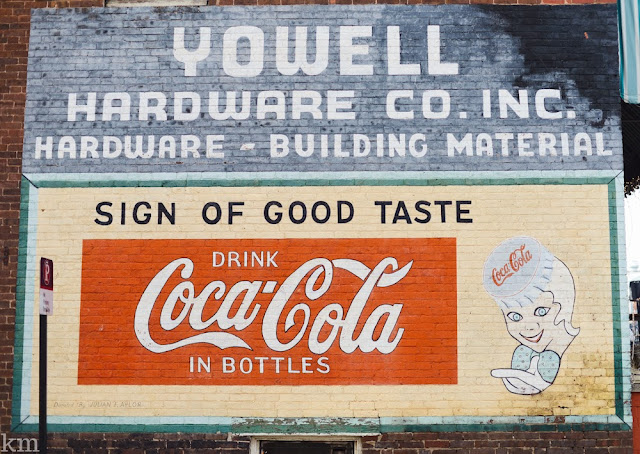 YOWELL
HARDWARE CO. INC.
HARDWARE - BUILDING MATERIAL
SIGN OF GOOD TASTE
DRINK
Coca-Cola
IN BOTTLES
Coca-Cola
P
km